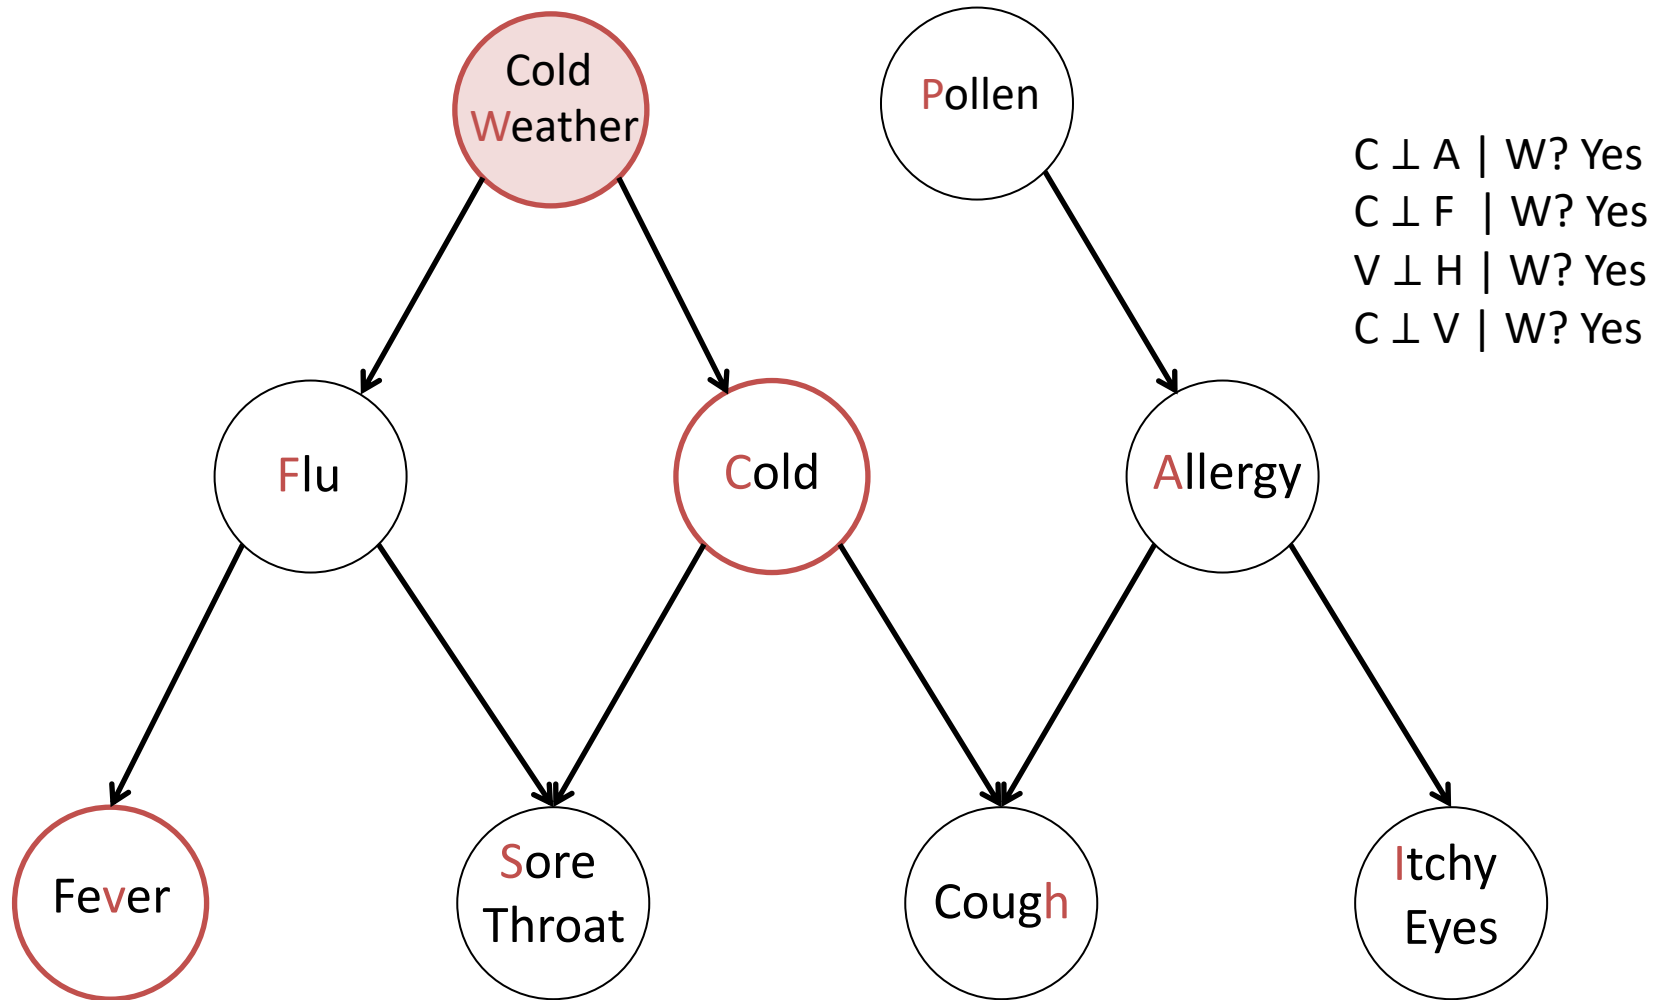 Cold
Weather
Pollen
C ⊥ A | W? Yes
C ⊥ F | W? Yes
V ⊥ H | W? Yes
C ⊥ V | W? Yes
Flu
Cold
Allergy
Fever
Sore
Throat
Cough
Itchy
Eyes